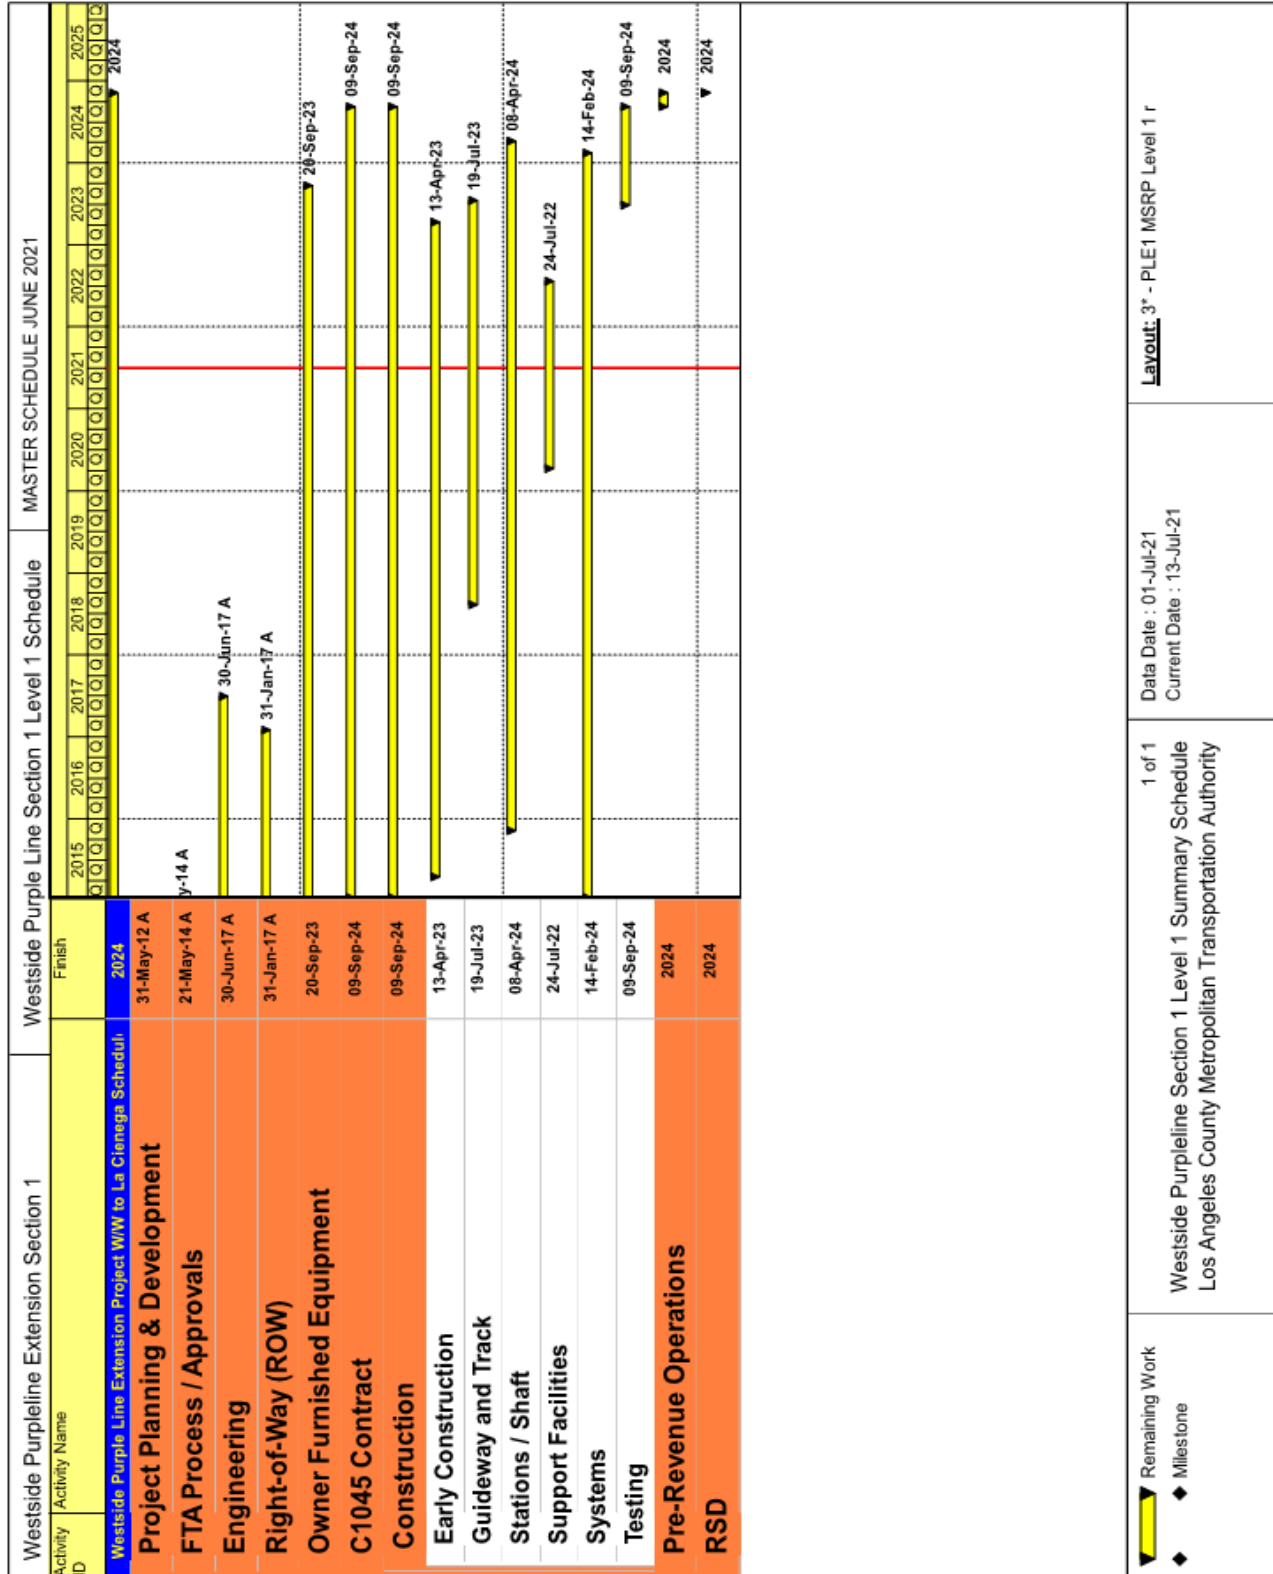 Westside Purpleline Extension Section 1
Westside Purple Line Section 1 Level 1 Schedule
MASTER SCHEDULE JUNE 2021
Activity ID
Activity Name
Finish
2015 2016 2017 2018 2019 2020 2021 2022 2023 2024 2025
Q Q Q Q Q Q Q Q Q Q Q Q Q Q Q Q Q Q Q Q Q Q Q Q Q Q Q Q Q Q Q Q Q Q Q Q Q Q Q Q Q Q Q Q
Westside Purple Line Extension Project W/W to La Cienega Schedul 2024 2024
Project Planning & Development 31-May-12 A
FTA Process / Approvals 21-May-14 A y-14 A
Engineering 30-Jun-17 A 30-Jun-17 A
Right-of-Way (ROW) 31-Jan-17 A 31-Jan-17 A
Owner Furnished Equipment 20-Sep-23 20-Sep-23
C1045 Contract 09-Sep-24 09-Sep-24
Construction 09-Sep-24 09-Sep-24
Early Construction 13-Apr-23 13-Apr-23
Guideway and Track 19-Jul-23 19-Jul-23
Stations / Shaft 08-Apr-24 08-Apr-24
Support Facilities 24-Jul-22 24-Jul-22
Systems 14-Feb-24 14-Feb-24
Testing 09-Sep-24 09-Sep-24
Pre-Revenue Operations 2024 2024
RSD 2024 2024
Remaining Work
Milestone
1 of 1
Westside Purpleline Section 1 Level 1 Summary Schedule
Los Angeles County Metropolitan Transportation Authority
Data Date : 01-Jul-21
Current Date : 13-Jul-21
Layout: 3* - PLE1 MSRP Level 1 r